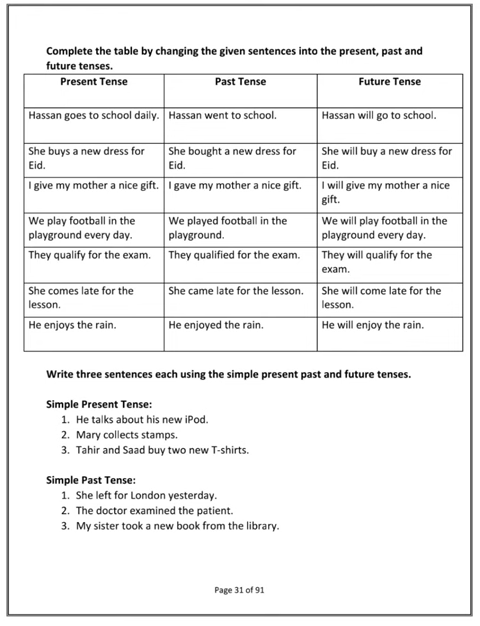 Complete the table by changing the given sentences into the present, past and
future tenses.
Present Tense Past Tense Future Tense
Hassan goes to school daily. Hassan went to school. Hassan will go to school.
She buys a new dress for She bought a new dress for She will buy a new dress for
Eid. Eid. Eid.
I give my mother a nice gift. I gave my mother a nice gift. I will give my mother a nice
gift.
We play football in the We played football in the We will play football in the
playground every day. playground. playground every day.
They qualify for the exam. They qualified for the exam. They will qualify for the
exam.
She comes late for the She came late for the lesson. She will come late for the
lesson. lesson.
He enjoys the rain. He enjoyed the rain. He will enjoy the rain.
Write three sentences each using the simple present past and future tenses.
Simple Present Tense:
1. He talks about his new iPod.
2. Mary collects stamps.
3. Tahir and Saad buy two new T-shirts.
Simple Past Tense:
1. She left for London yesterday.
2. The doctor examined the patient.
3. My sister took a new book from the library.
Page 31 of 91